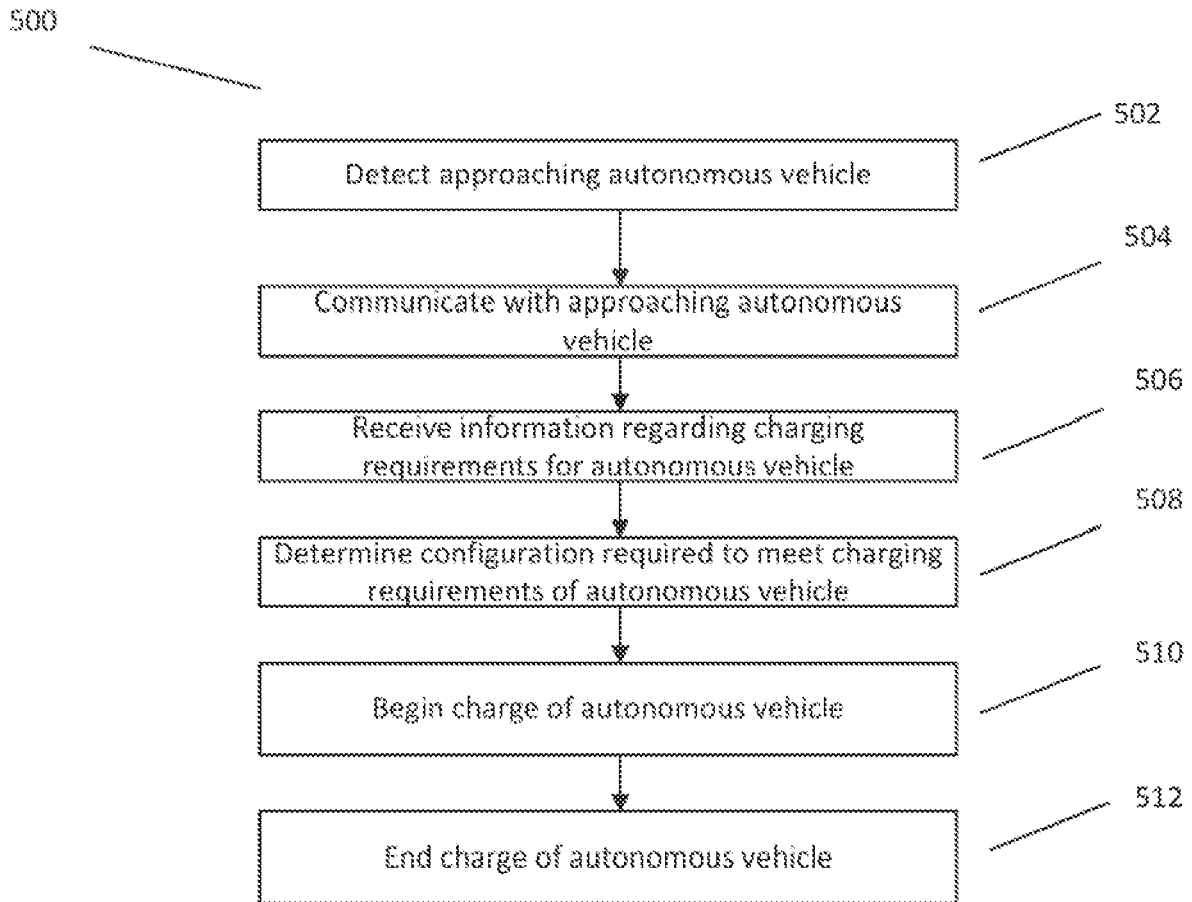 500
502
Detect approaching autonomous vehicle
504
Communicate with approaching autonomous
vehicle
506
Receive information regarding charging
requirements for autonomous vehicle
508
Determine configuration required to meet charging
requirements of autonomous vehicle
510
Begin charge of autonomous vehicle
512
End charge of autonomous vehicle